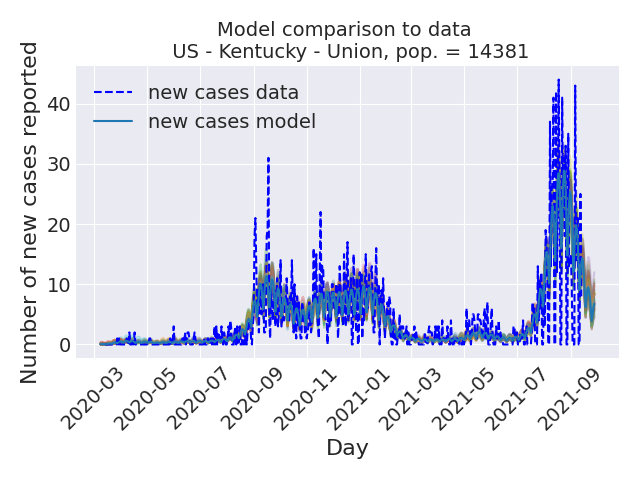 Model comparison to data
US - Kentucky - Union, pop. = 14381
Number of new cases reported
new cases data
new cases model
40
30
20
10
0
2020-03
2020-05
2020-07
2020-09
2020-11
2021-01
2021-03
2021-05
2021-07
2021-09
Day